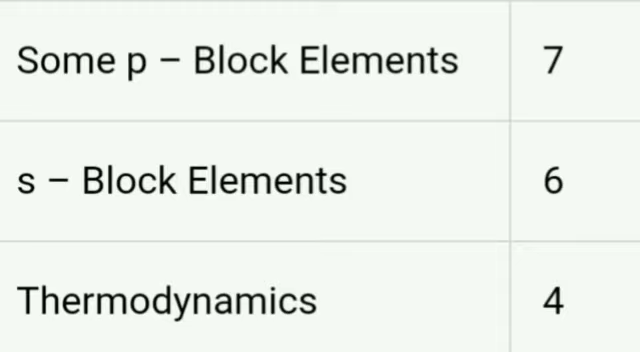 Some p – Block Elements 7
s – Block Elements 6
Thermodynamics 4